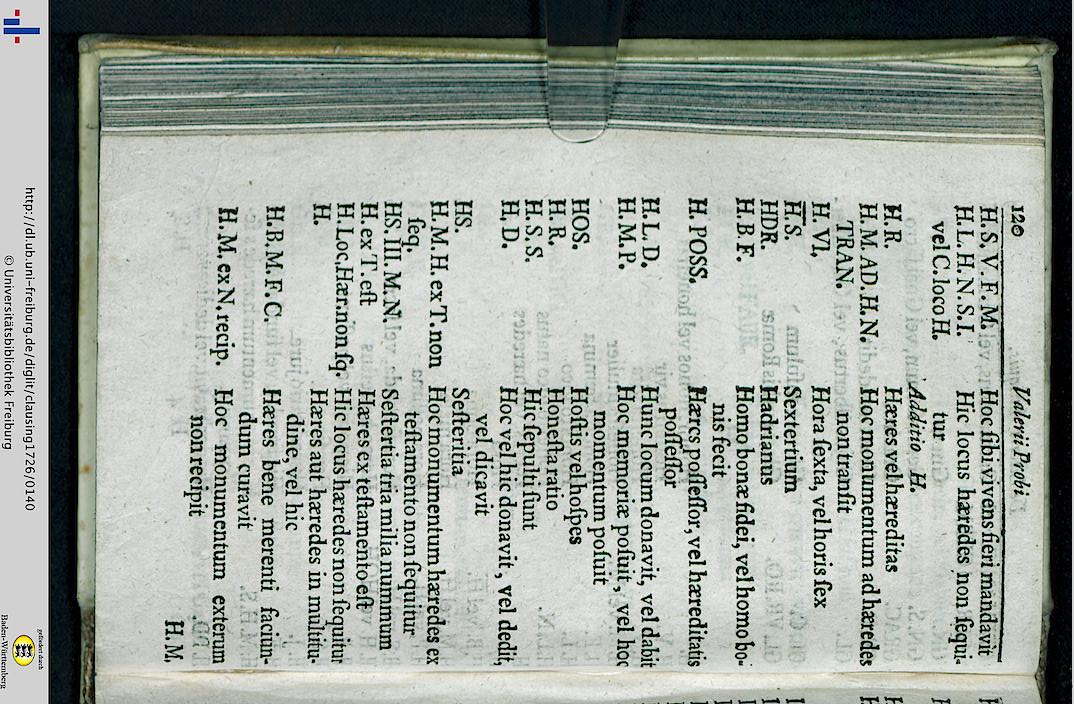 120 Valerii Probi
H. S. V. F. M. Hoc sibi vivens fieri mandavit
H. L. H. N. S. I. Hic locus hæredes non sequi-
vel C. loco H. tur
Additio H.
H. R. Hæres vel hæreditas
H. M. AD. H. N. Hoc monumentum ad hæredes
TRAN. non transit
H. VI. Hora sexta, vel horis sex
H. S. Sextertium
HDR. Hadrianus
H. B. F. Homo bonæ fidei, vel homo bo-
nis fecit
H. POSS. Hæres possessor, vel hæreditatis
possessor
H. L. D. Hunc locum donavit, vel dabit
H. M. P. Hoc memoriæ posuit, vel hoc
momentum posuit
HOS. Hostus vel hospes
H. R. Honesta ratio
H. S. S. Hic sepulti sunt
H. D. Hoc vel hic donavit, vel dedit,
vel dicavit
HS. Sestertia
H. M. H. ex T. non Hoc monumentum hæredes ex
seq. testamento non sequitur
HS. III. M. N. Sestertia tria milia nummum
H. ex T. est Hæres ex testamento est
H. Loc. Hær. non sq. Hic locus hæredes non sequitur
H. Hæres aut hæredes in multitu-
dine, vel hic
H. B. M. F. C. Hæres bene merenti faciun-
dum curavit
H. M. ex N. recip. Hoc monumentum exterum
non recipit
H. M.
http://dl.ub.uni-freiburg.de/diglit/clausing1726/0140
© Universitätsbibliothek Freiburg
gefördert durch
Baden-Württemberg